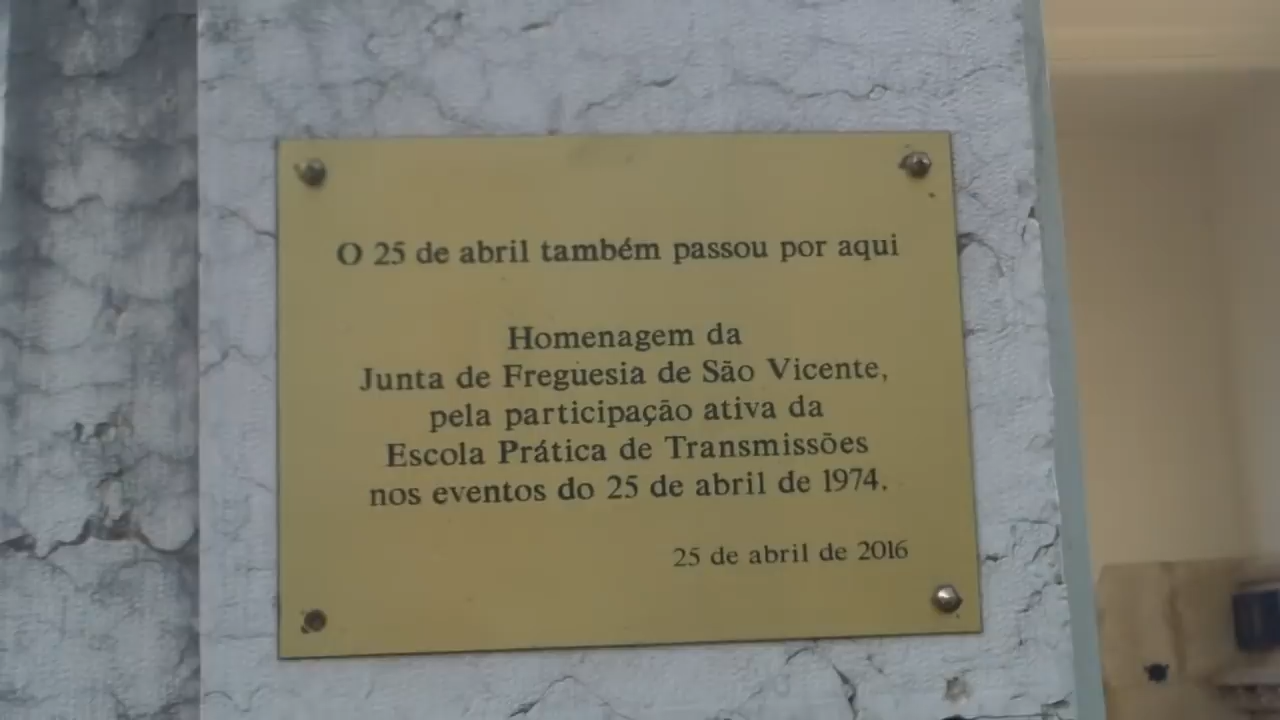 O 25 de abril também passou por aqui
Homenagem da
Junta de Freguesia de São Vicente,
pela participação ativa da
Escola Prática de Transmissões
nos eventos do 25 de abril de 1974.
25 de abril de 2016